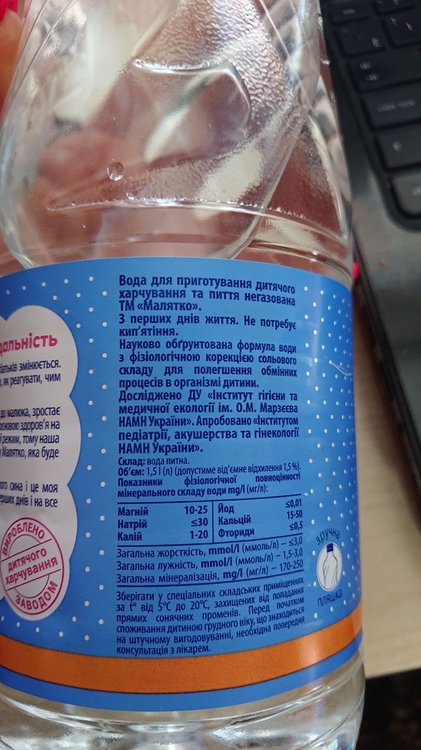 Вода для приготування дитячого
харчування та пиття негазована
ТМ «Малятко».
З перших днів життя. Не потребує
кип'ятіння.
Науково обґрунтована формула води
з фізіологічною корекцією сольового
складу для полегшення обмінних
процесів в організмі дитини.
Досліджено ДУ «Інститут гігієни та
медичної екології ім. О.М. Марзєєва
НАМН України». Апробовано «Інститутом
педіатрії, акушерства та гінекології
НАМН України».
Склад: вода питна.
Об'єм: 1,5 l (л) (допустиме від'ємне відхилення 1,5 %).
Показники фізіологічної повноцінності
мінерального складу води mg/l (мг/л):
Магній 10-25 Йод ≤0,01
Натрій ≤30 Кальцій 15-50
Калій 1-20 Фториди ≤0,5
Загальна жорсткість, mmol/l (ммоль/л) – ≤3,0
Загальна лужність, mmol/l (ммоль/л) – 1,5-3,0
Загальна мінералізація, mg/l (мг/л) – 170-250
Зберігати у спеціальних складських приміщеннях
за t° від 5°С до 20°С, захищених від попадання
прямих сонячних променів. Перед початком
споживання дитиною грудного віку, що знаходиться
на штучному вигодовуванні, необхідна попередня
консультація з лікарем.
дальність
батьків змінюється.
як реагувати, чим
до малюка, зростає
основою здоров'я на
режим, тому наша
Малятко, яка буде
ого сина і це моя
перших днів і на все
ВИРОБЛЕНО
дитячого
харчування
ЗАВОДОМ
зручна
пляшка